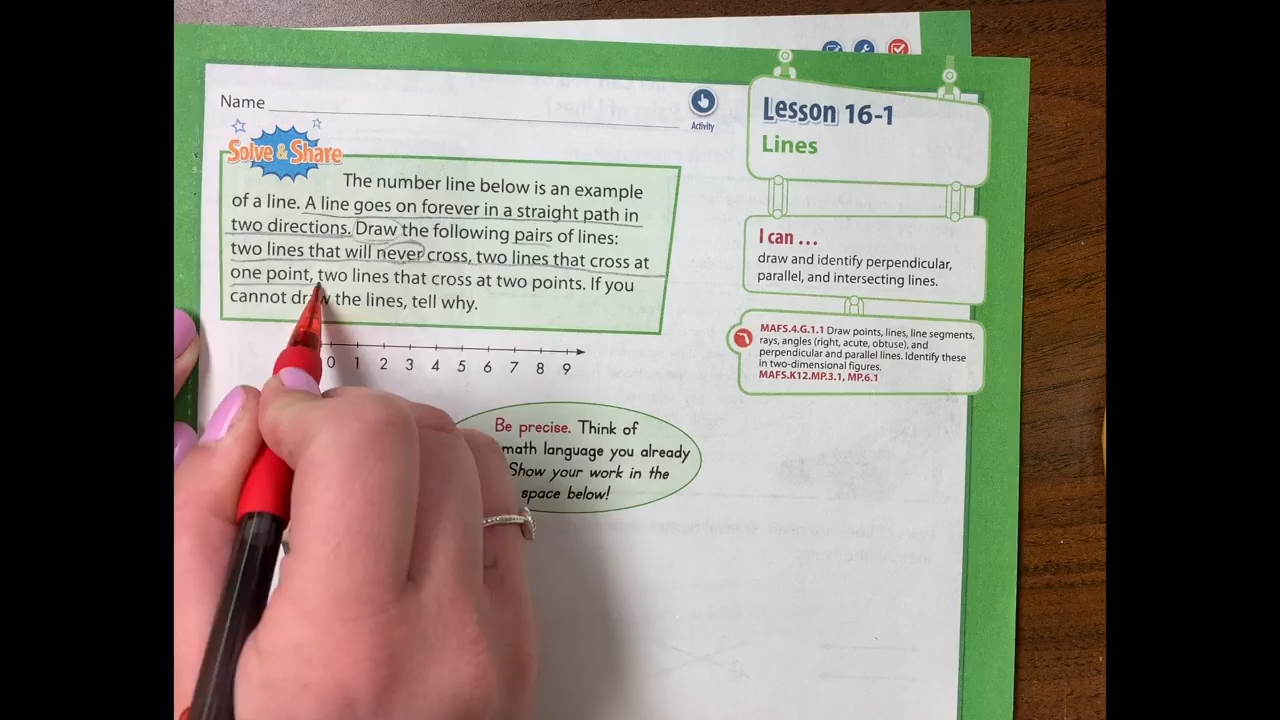 Name
Activity
Solve & Share
The number line below is an example
of a line. A line goes on forever in a straight path in
two directions. Draw the following pairs of lines:
two lines that will never cross, two lines that cross at
one point, two lines that cross at two points. If you
cannot draw the lines, tell why.
0 1 2 3 4 5 6 7 8 9
Be precise. Think of
math language you already
Show your work in the
space below!
Lesson 16-1
Lines
I can ...
draw and identify perpendicular,
parallel, and intersecting lines.
MAFS.4.G.1.1 Draw points, lines, line segments,
rays, angles (right, acute, obtuse), and
perpendicular and parallel lines. Identify these
in two-dimensional figures.
MAFS.K12.MP.3.1, MP.6.1